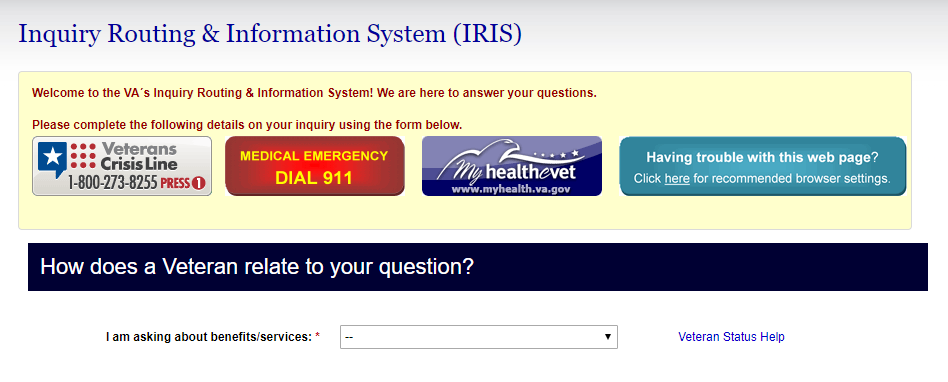 Inquiry Routing & Information System (IRIS)
Welcome to the VA´s Inquiry Routing & Information System! We are here to answer your questions.
Please complete the following details on your inquiry using the form below.
Veterans
Crisis Line
1-800-273-8255 PRESS 1
MEDICAL EMERGENCY
DIAL 911
My healthevet
www.myhealth.va.gov
Having trouble with this web page?
Click here for recommended browser settings.
How does a Veteran relate to your question?
I am asking about benefits/services: * -- Veteran Status Help